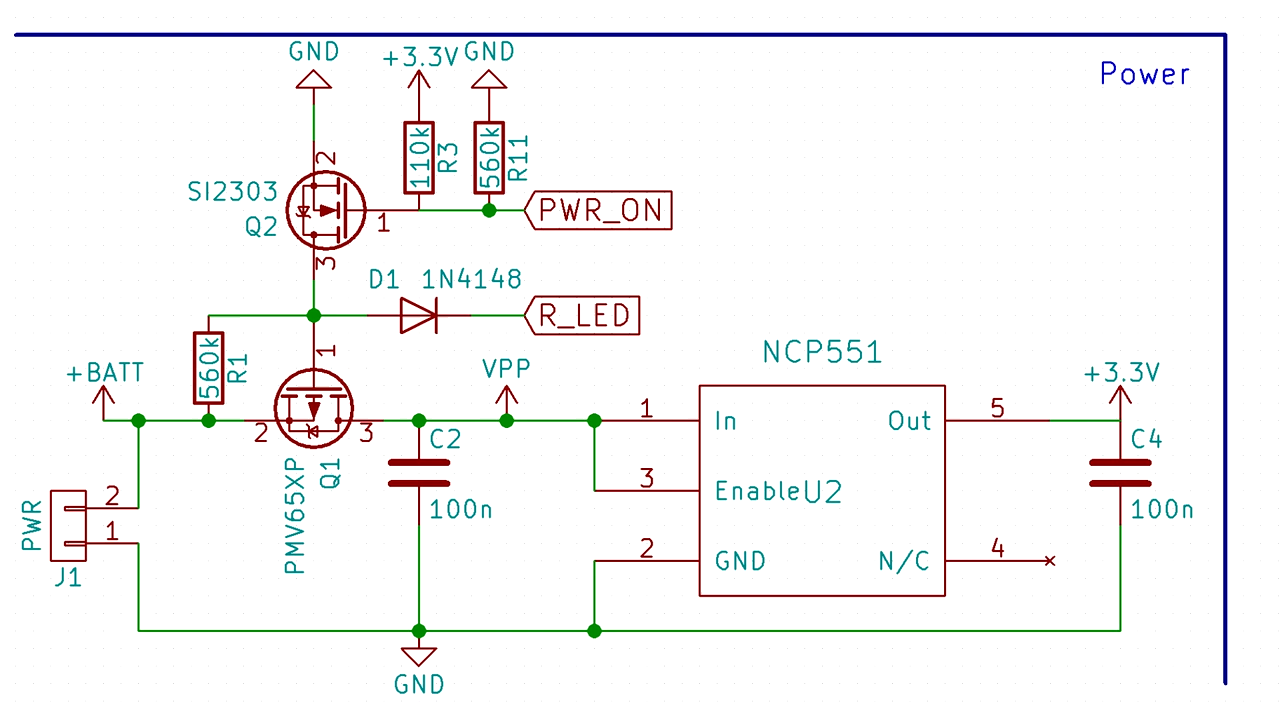 GND
+3.3V
GND
Power
110k
R3
560k
R11
2
SI2303
Q2
1
3
PWR_ON
D1 1N4148
R_LED
560k
R1
1
+BATT
2
3
Q1
PMV65XP
VPP
C2
100n
NCP551
1
In
Out
5
3
Enable
U2
2
GND
N/C
4
+3.3V
C4
100n
PWR
2
1
J1
GND